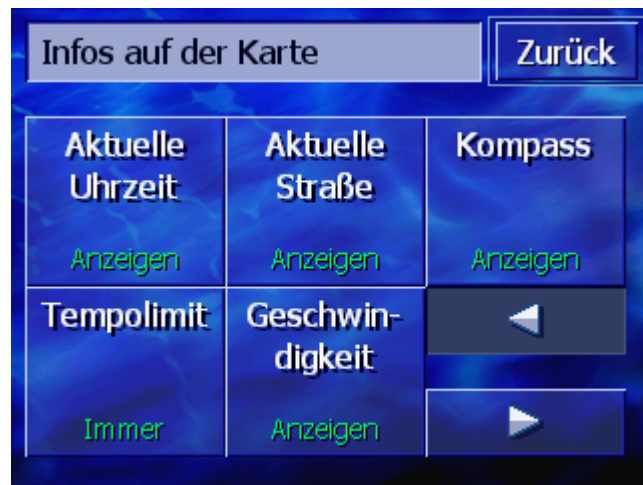 Infos auf der Karte
Zurück
Aktuelle
Uhrzeit
Anzeigen
Aktuelle
Straße
Anzeigen
Kompass
Anzeigen
Tempolimit
Immer
Geschwin-
digkeit
Anzeigen